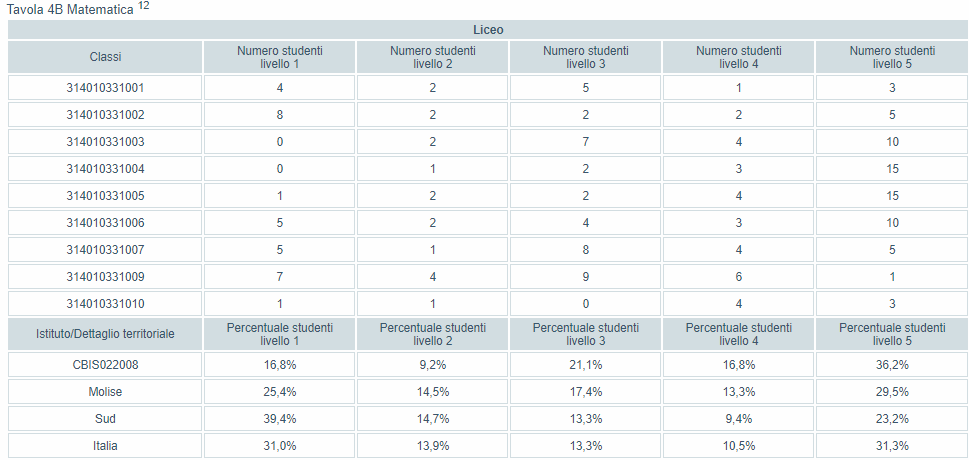 Tavola 4B Matematica 12
Liceo
Classi Numero studenti livello 1 Numero studenti livello 2 Numero studenti livello 3 Numero studenti livello 4 Numero studenti livello 5
314010331001 4 2 5 1 3
314010331002 8 2 2 2 5
314010331003 0 2 7 4 10
314010331004 0 1 2 3 15
314010331005 1 2 2 4 15
314010331006 5 2 4 3 10
314010331007 5 1 8 4 5
314010331009 7 4 9 6 1
314010331010 1 1 0 4 3
Istituto/Dettaglio territoriale Percentuale studenti livello 1 Percentuale studenti livello 2 Percentuale studenti livello 3 Percentuale studenti livello 4 Percentuale studenti livello 5
CBIS022008 16,8% 9,2% 21,1% 16,8% 36,2%
Molise 25,4% 14,5% 17,4% 13,3% 29,5%
Sud 39,4% 14,7% 13,3% 9,4% 23,2%
Italia 31,0% 13,9% 13,3% 10,5% 31,3%